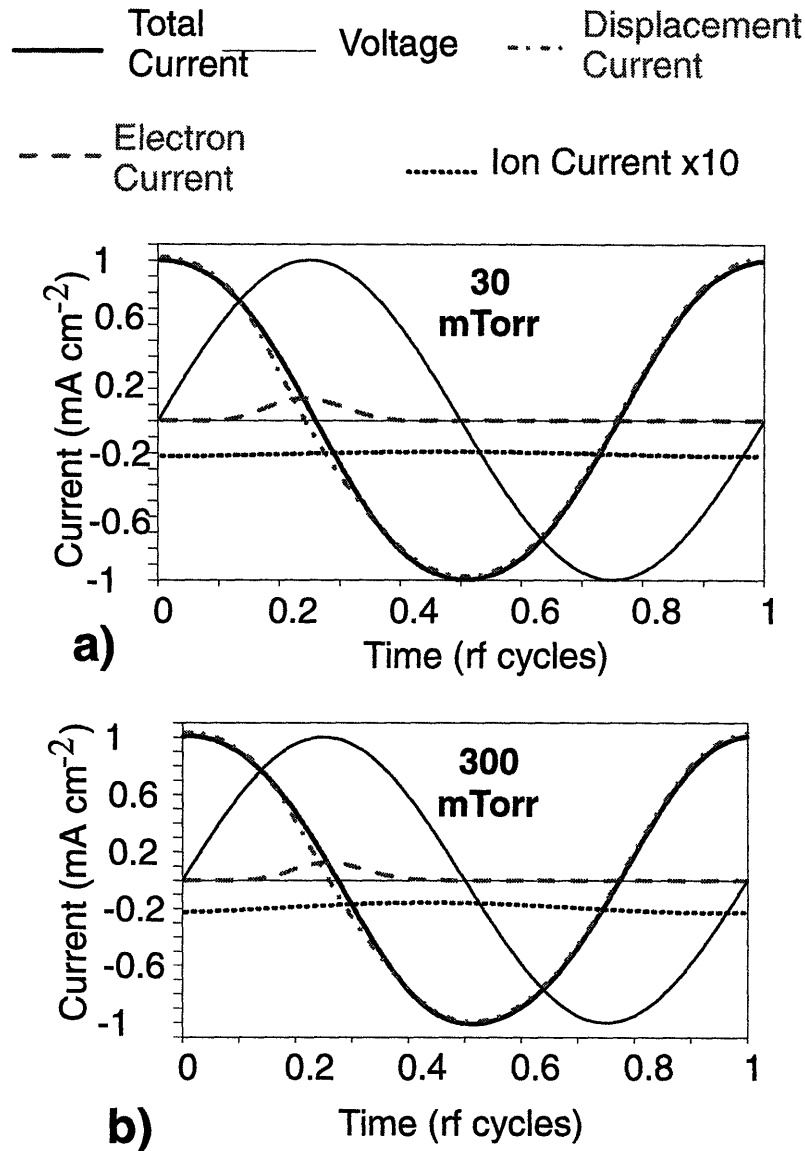 Total
Current
Voltage
Displacement
Current
Electron
Current
Ion Current x10
30
mTorr
Current (mA cm-2)
1
0.6
0.2
-0.2
-0.6
-1
0 0.2 0.4 0.6 0.8 1
Time (rf cycles)
a)
300
mTorr
Current (mA cm-2)
1
0.6
0.2
-0.2
-0.6
-1
0 0.2 0.4 0.6 0.8 1
Time (rf cycles)
b)